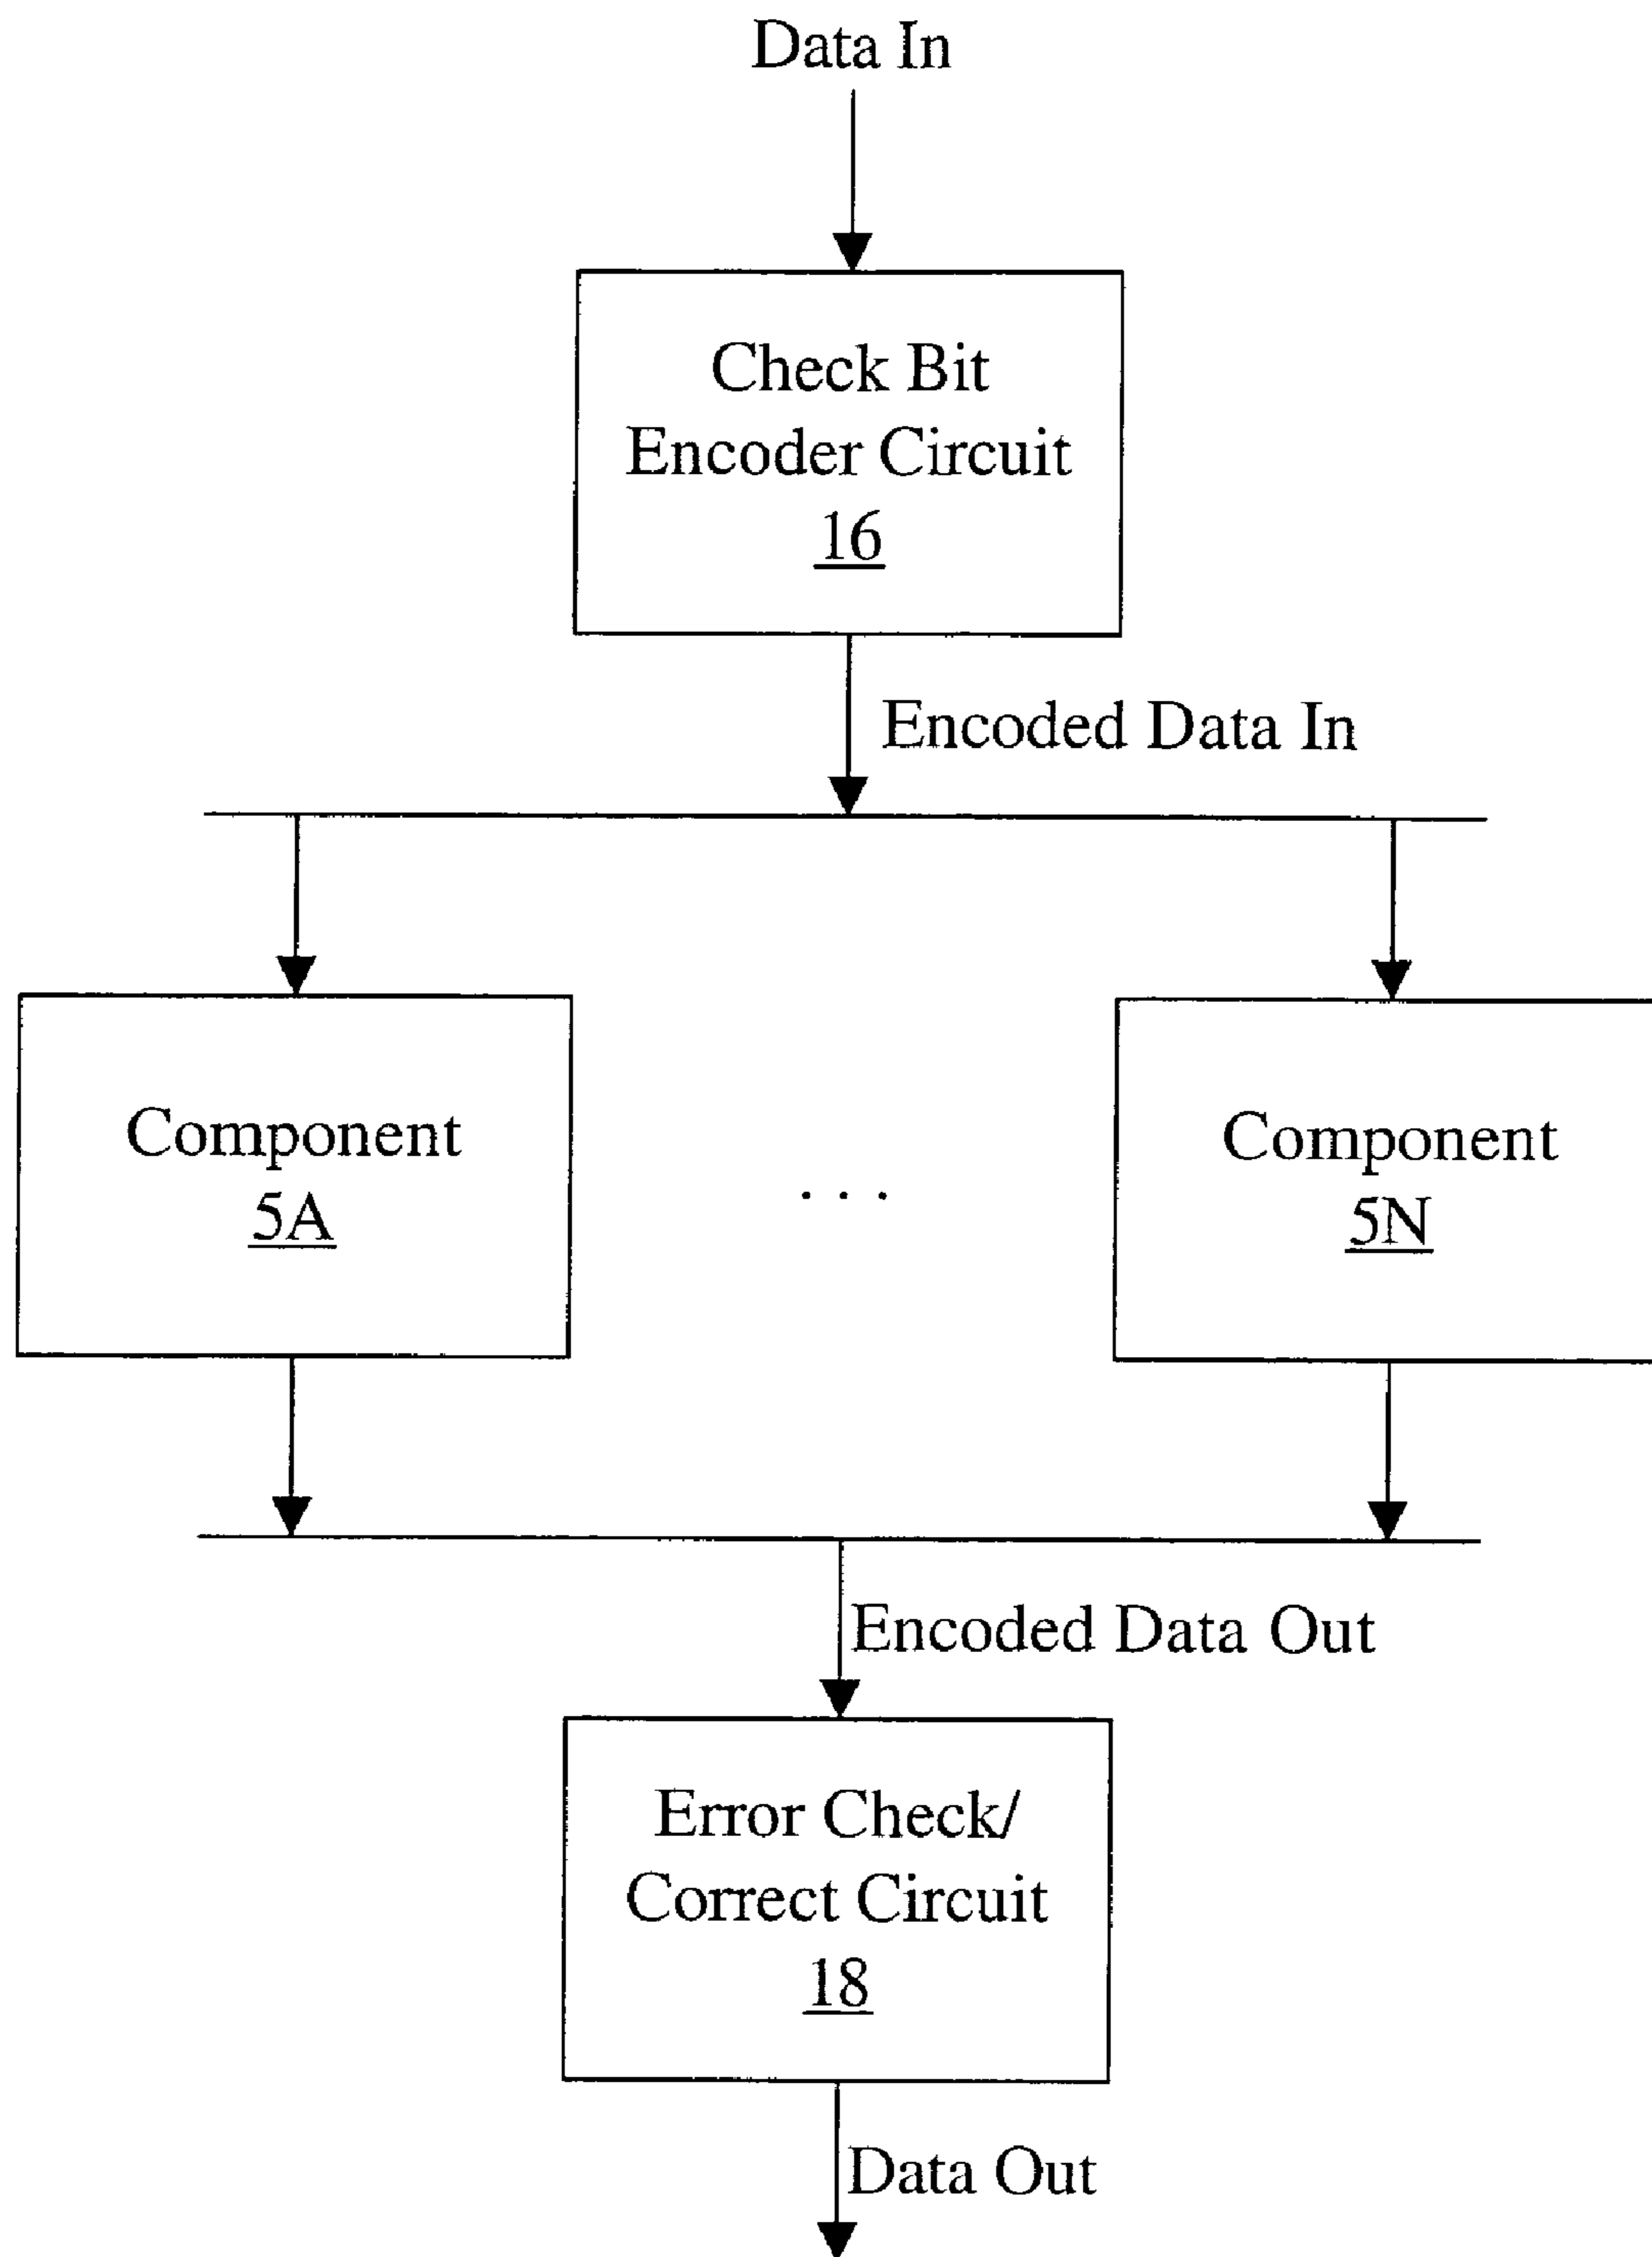 Data In
Check Bit
Encoder Circuit
16
Encoded Data In
Component
5A
. . .
Component
5N
Encoded Data Out
Error Check/
Correct Circuit
18
Data Out